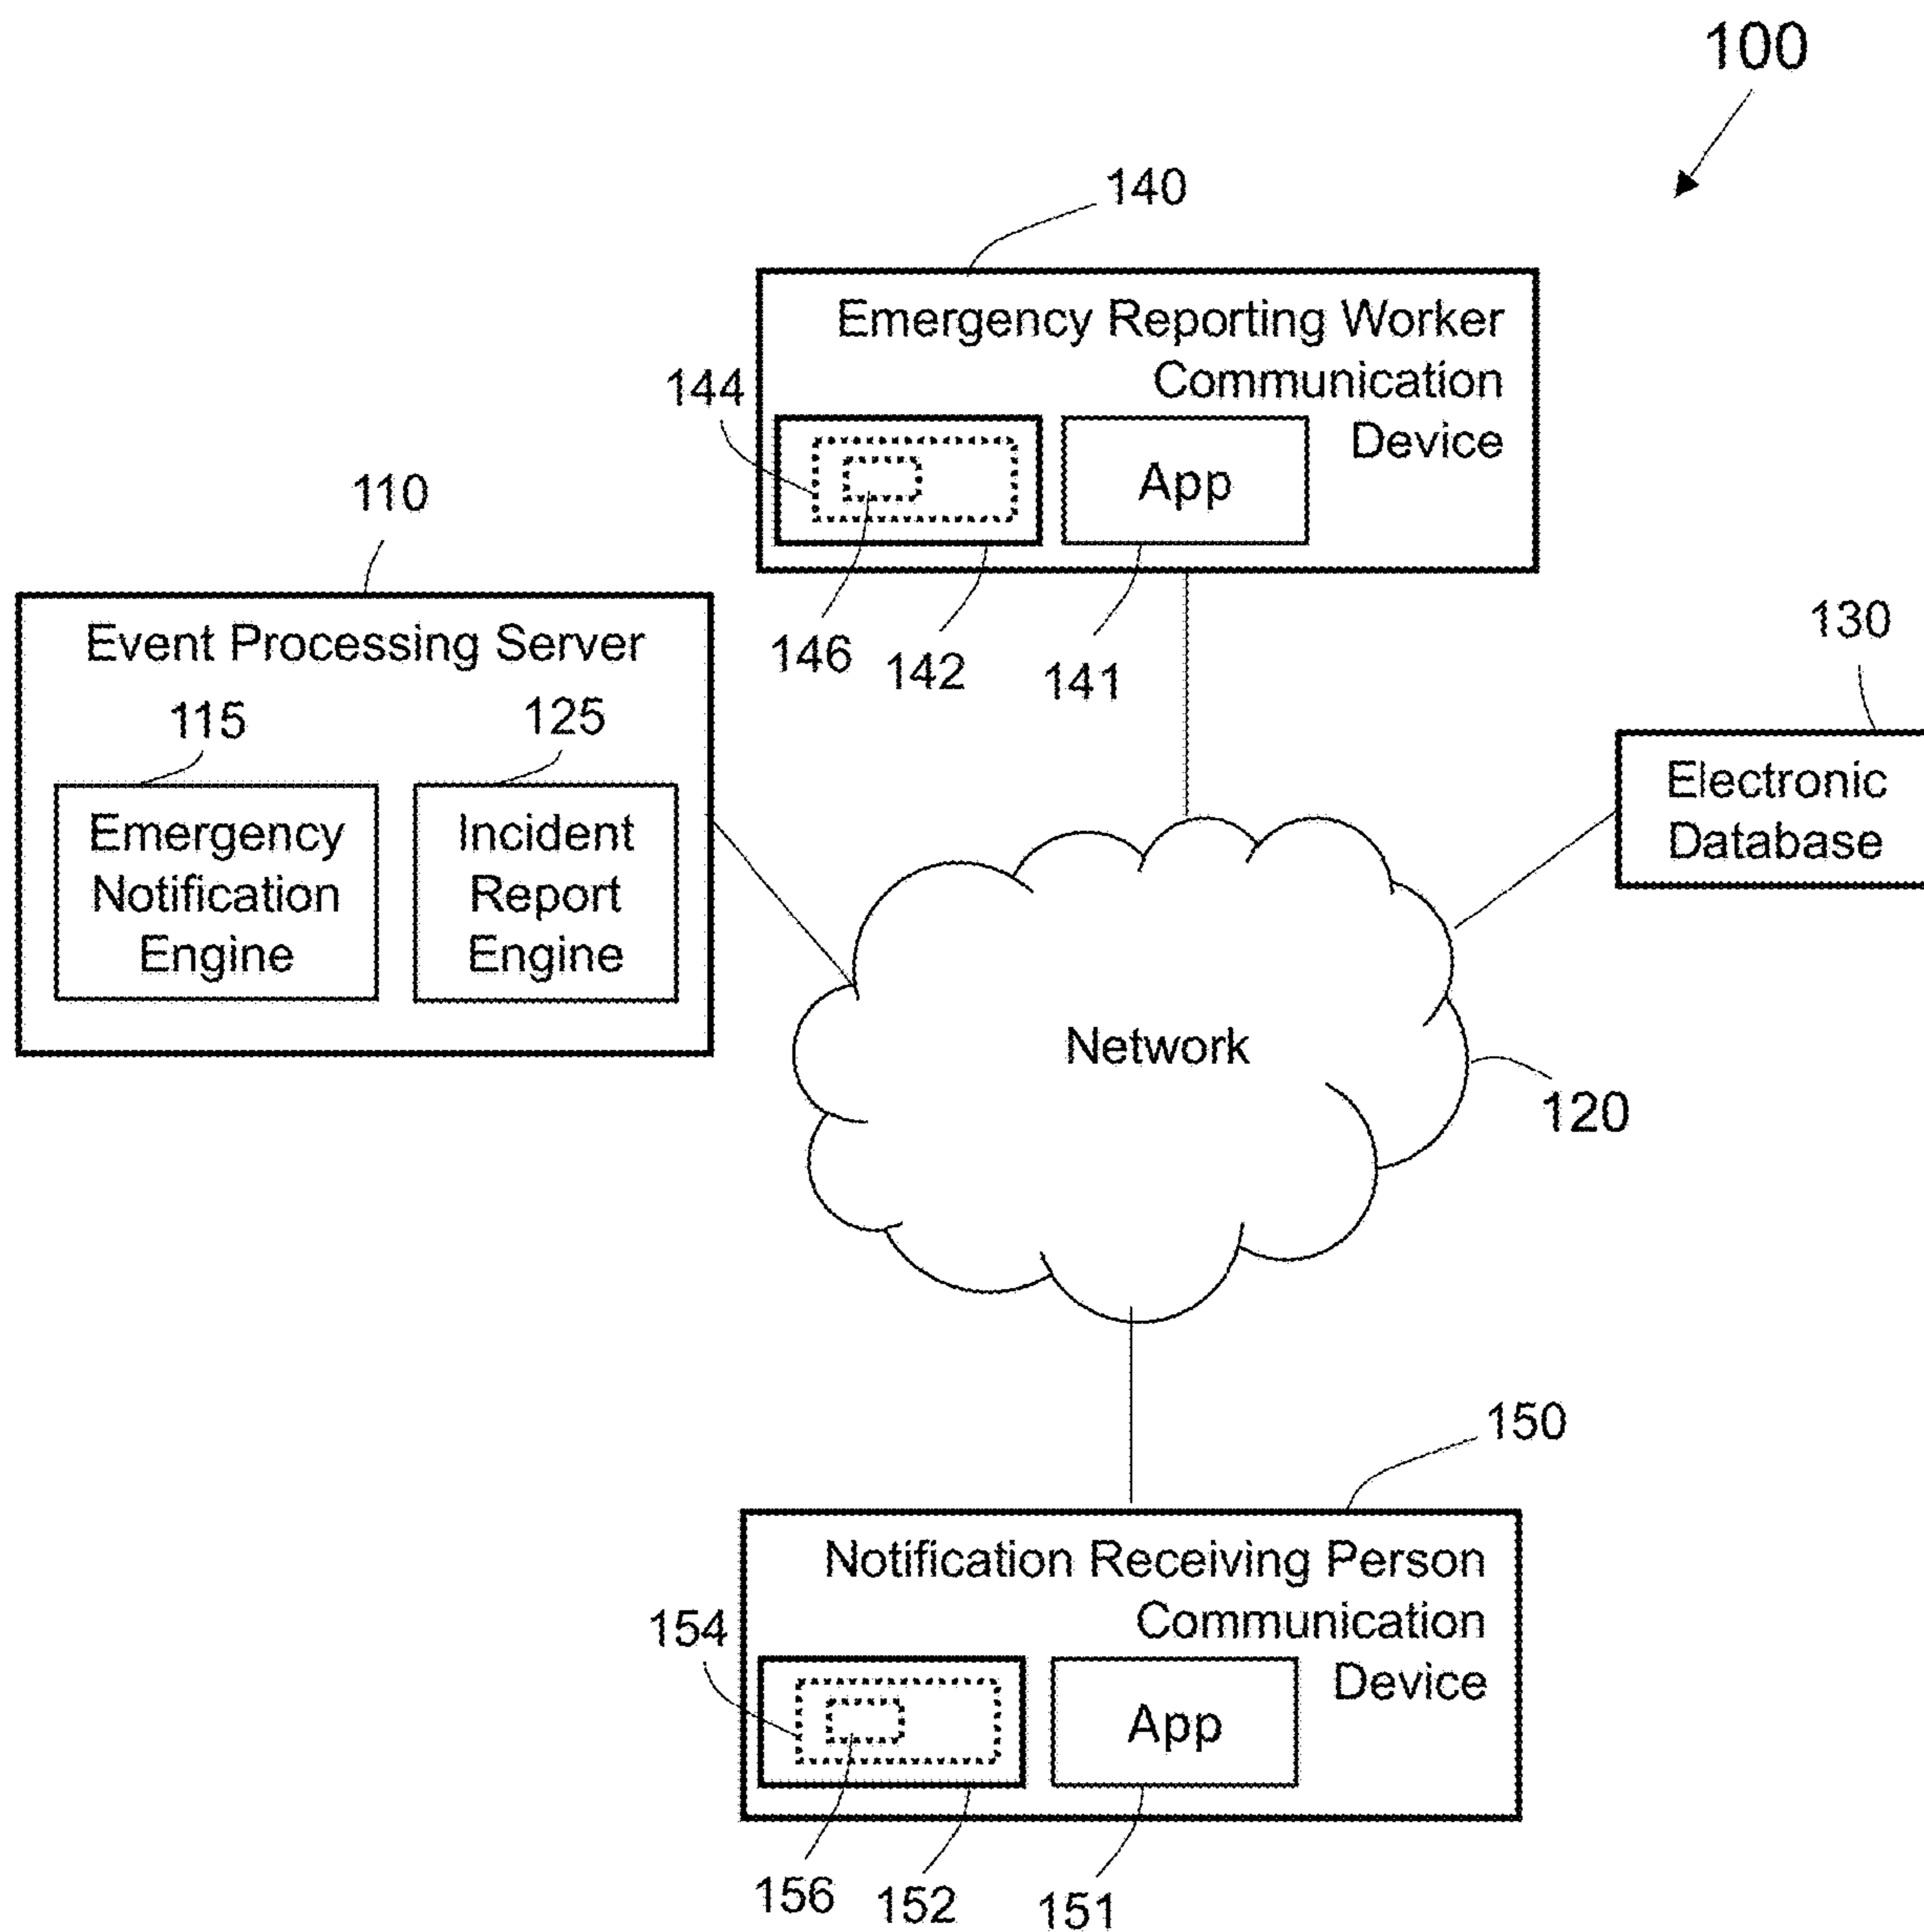 100
140
Emergency Reporting Worker
Communication
Device
144
App
146
142
141
110
Event Processing Server
115
125
Emergency
Notification
Engine
Incident
Report
Engine
130
Electronic
Database
Network
120
150
Notification Receiving Person
Communication
Device
154
App
156
152
151